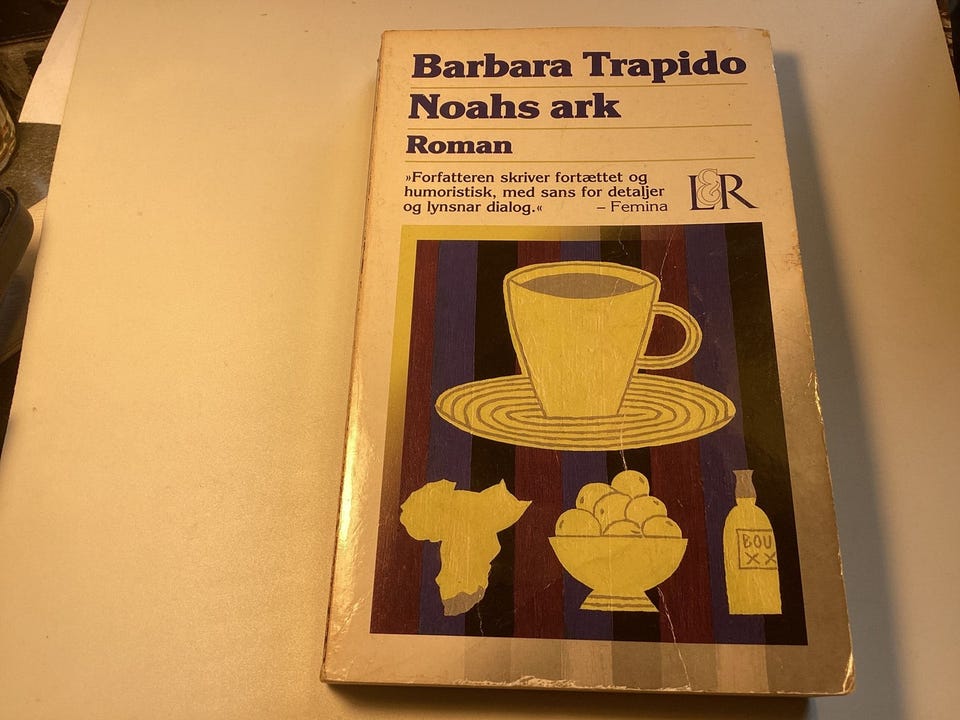 Barbara Trapido
Noahs ark
Roman
»Forfatteren skriver fortættet og
humoristisk, med sans for detaljer
og lynsnar dialog.« – Femina
L&R
BOU
XX